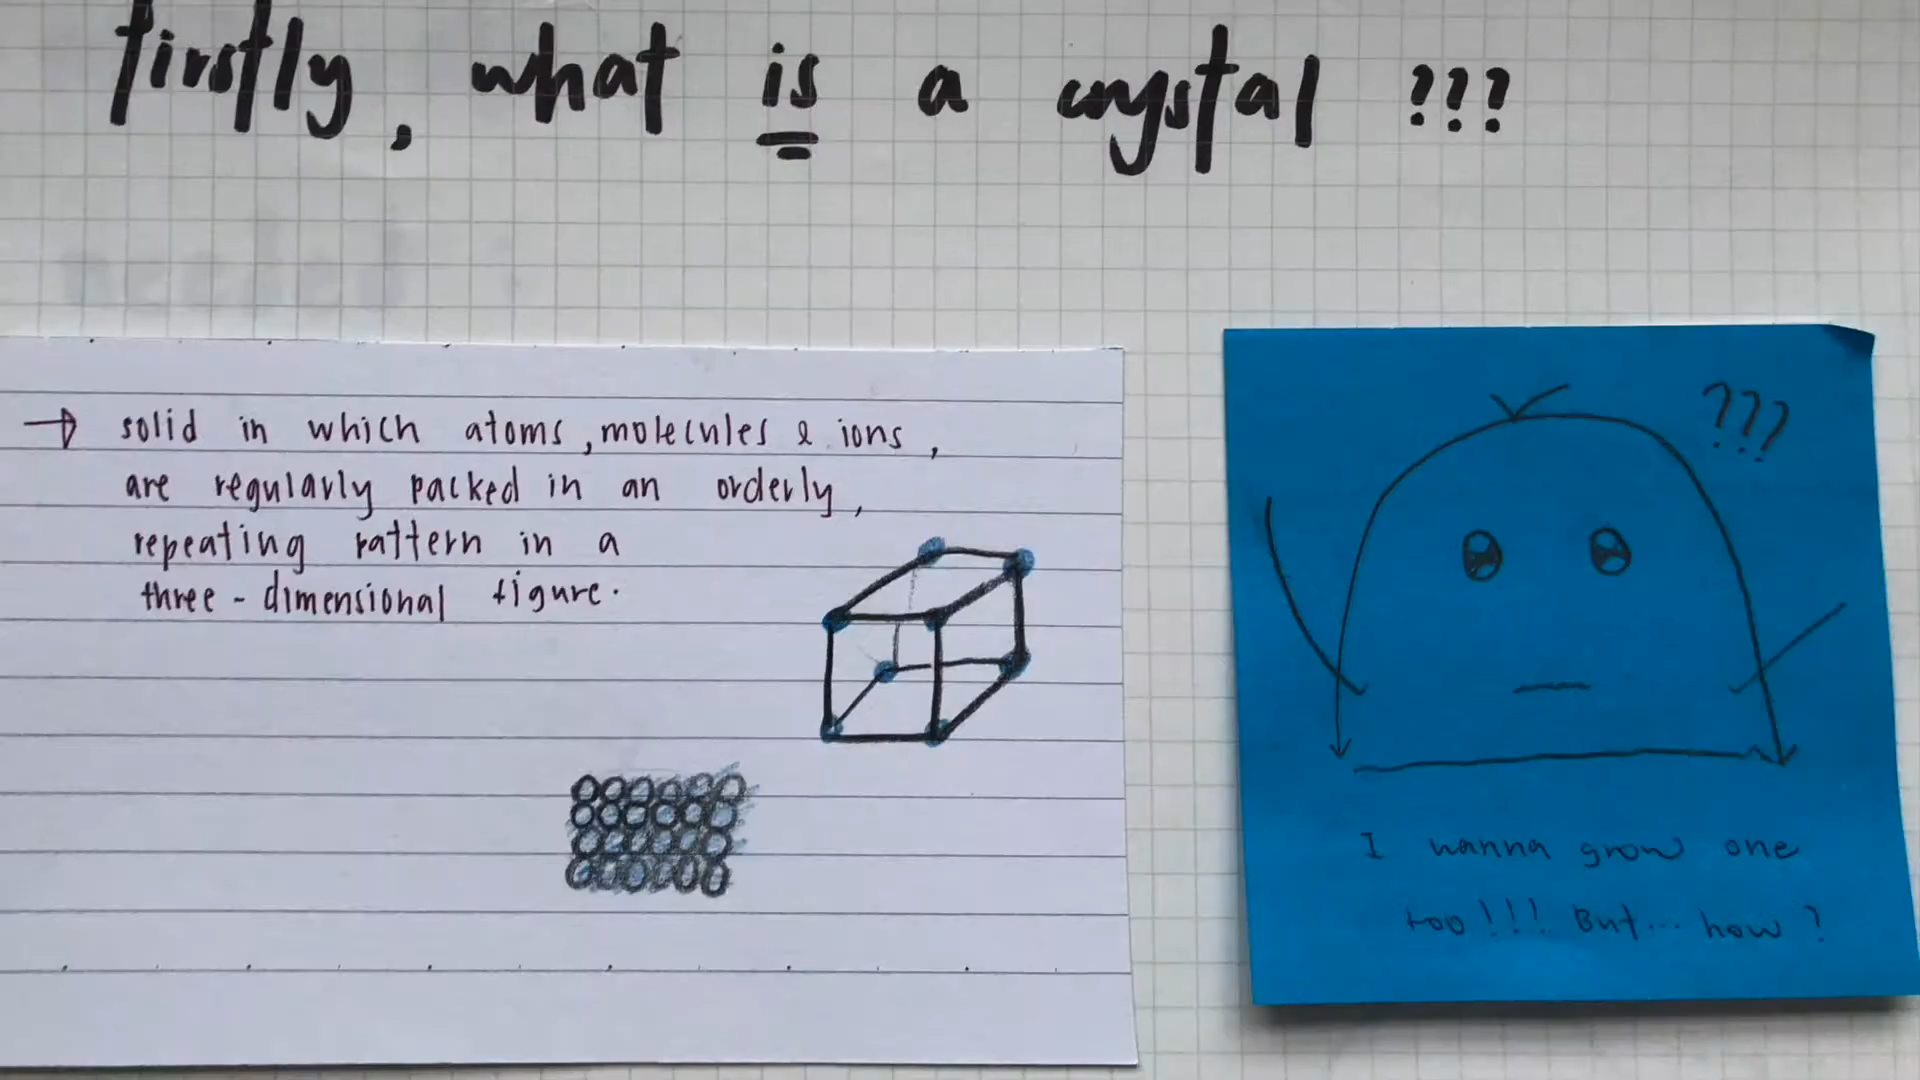 firstly, what is a crystal ???
→ solid in which atoms, molecules & ions,
are regularly packed in an orderly,
repeating pattern in a
three-dimensional figure.
???
I wanna grow one
too!!! But... how?